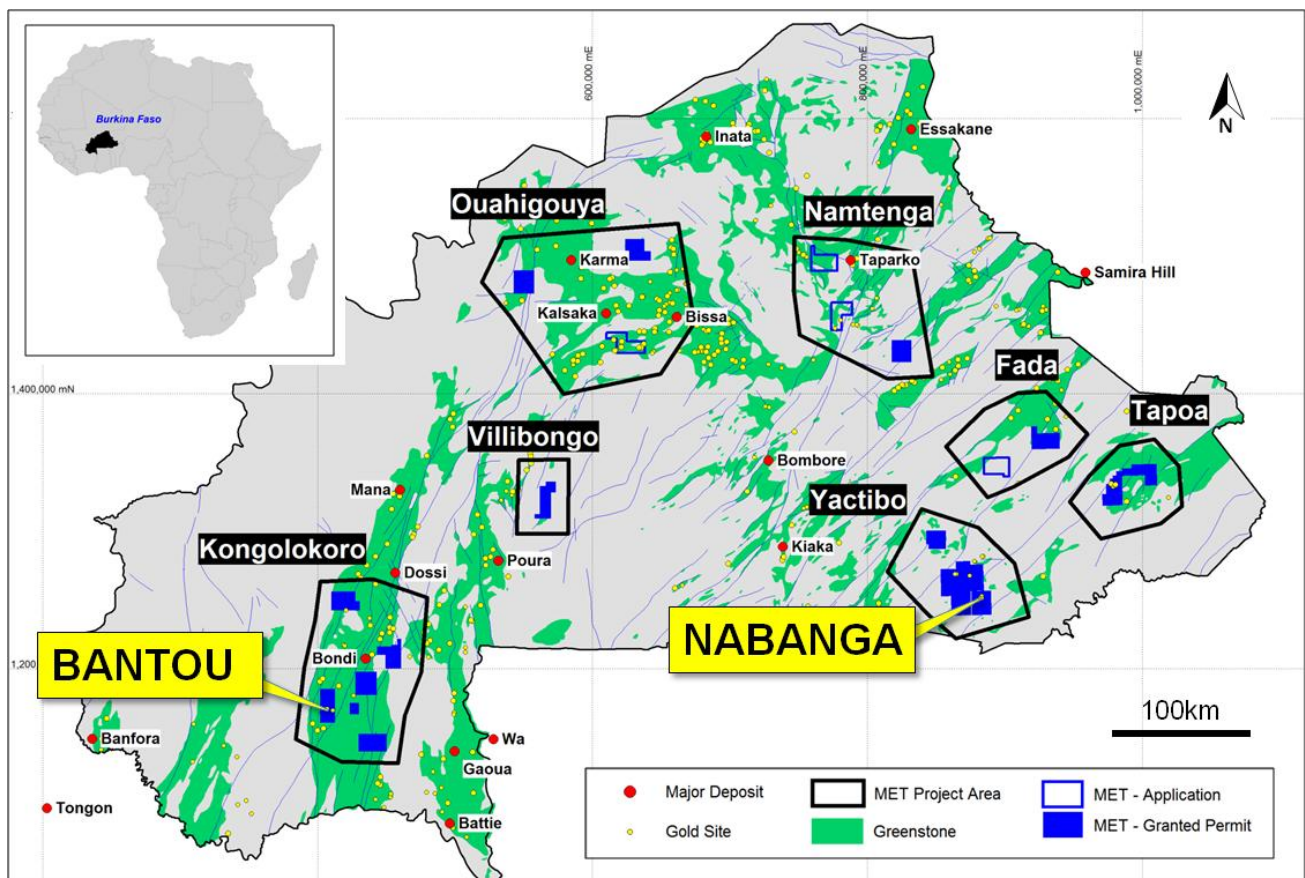 Burkina Faso
600,000 mE
800,000 mE
1,000,000 mE
N
Inata
Essakane
Ouahigouya
Namtenga
Karma
Taparko
Samira Hill
Kalsaka
Bissa
1,400,000 mN
Fada
Tapoa
Villibongo
Bombore
Mana
Yactibo
Kongolokoro
Poura
Kiaka
Dossi
NABANGA
BANTOU
Bondi
1,20
100km
Banfora
Wa
Gaoua
Tongon
Battie
Major Deposit
MET Project Area
MET - Application
Gold Site
Greenstone
MET - Granted Permit